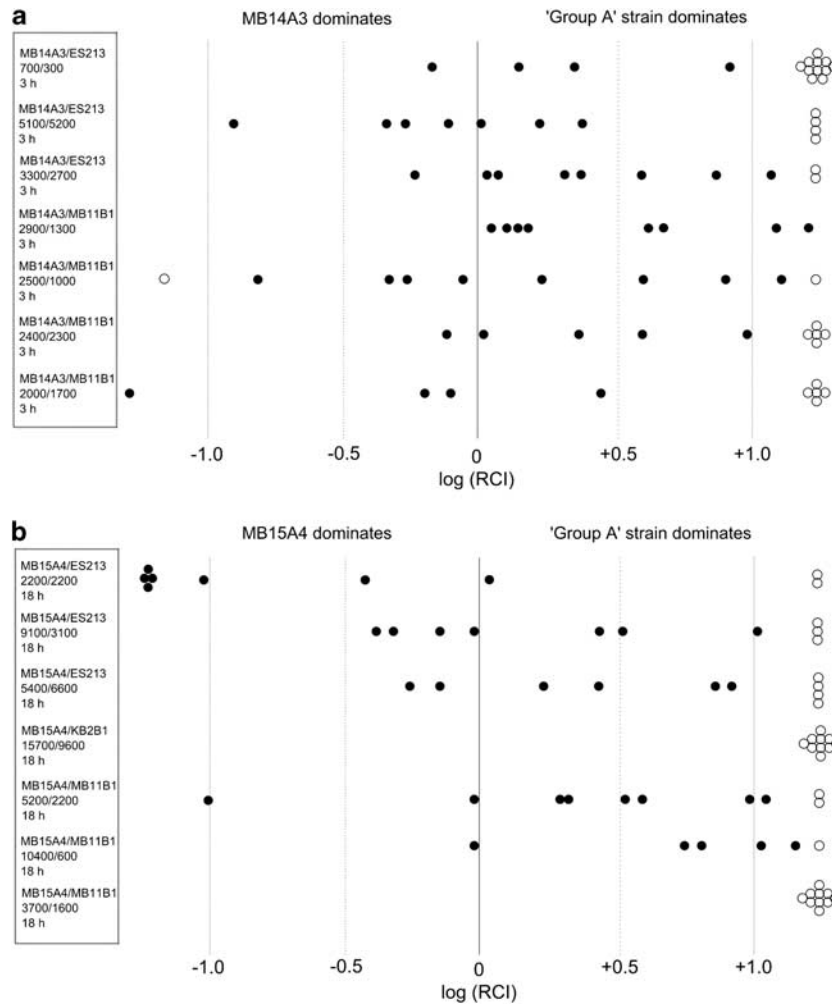 a
MB14A3 dominates 'Group A' strain dominates
MB14A3/ES213
700/300
3 h
MB14A3/ES213
5100/5200
3 h
MB14A3/ES213
3300/2700
3 h
MB14A3/MB11B1
2900/1300
3 h
MB14A3/MB11B1
2500/1000
3 h
MB14A3/MB11B1
2400/2300
3 h
MB14A3/MB11B1
2000/1700
3 h
-1.0 -0.5 0 +0.5 +1.0
log (RCI)
b
MB15A4 dominates 'Group A' strain dominates
MB15A4/ES213
2200/2200
18 h
MB15A4/ES213
9100/3100
18 h
MB15A4/ES213
5400/6600
18 h
MB15A4/KB2B1
15700/9600
18 h
MB15A4/MB11B1
5200/2200
18 h
MB15A4/MB11B1
10400/600
18 h
MB15A4/MB11B1
3700/1600
18 h
-1.0 -0.5 0 +0.5 +1.0
log (RCI)